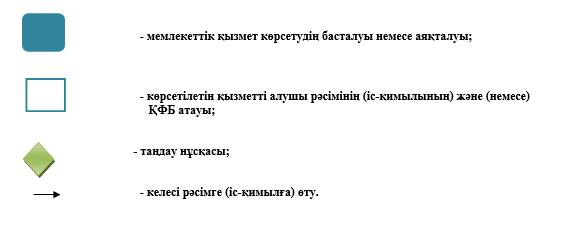 - мемлекеттік қызмет көрсетудің басталуы немесе аяқталуы;
- көрсетілетін қызметті алушы рәсімінің (іс-қимылының) және (немесе)
ҚФБ атауы;
- таңдау нұсқасы;
- келесі рәсімге (іс-қимылға) өту.